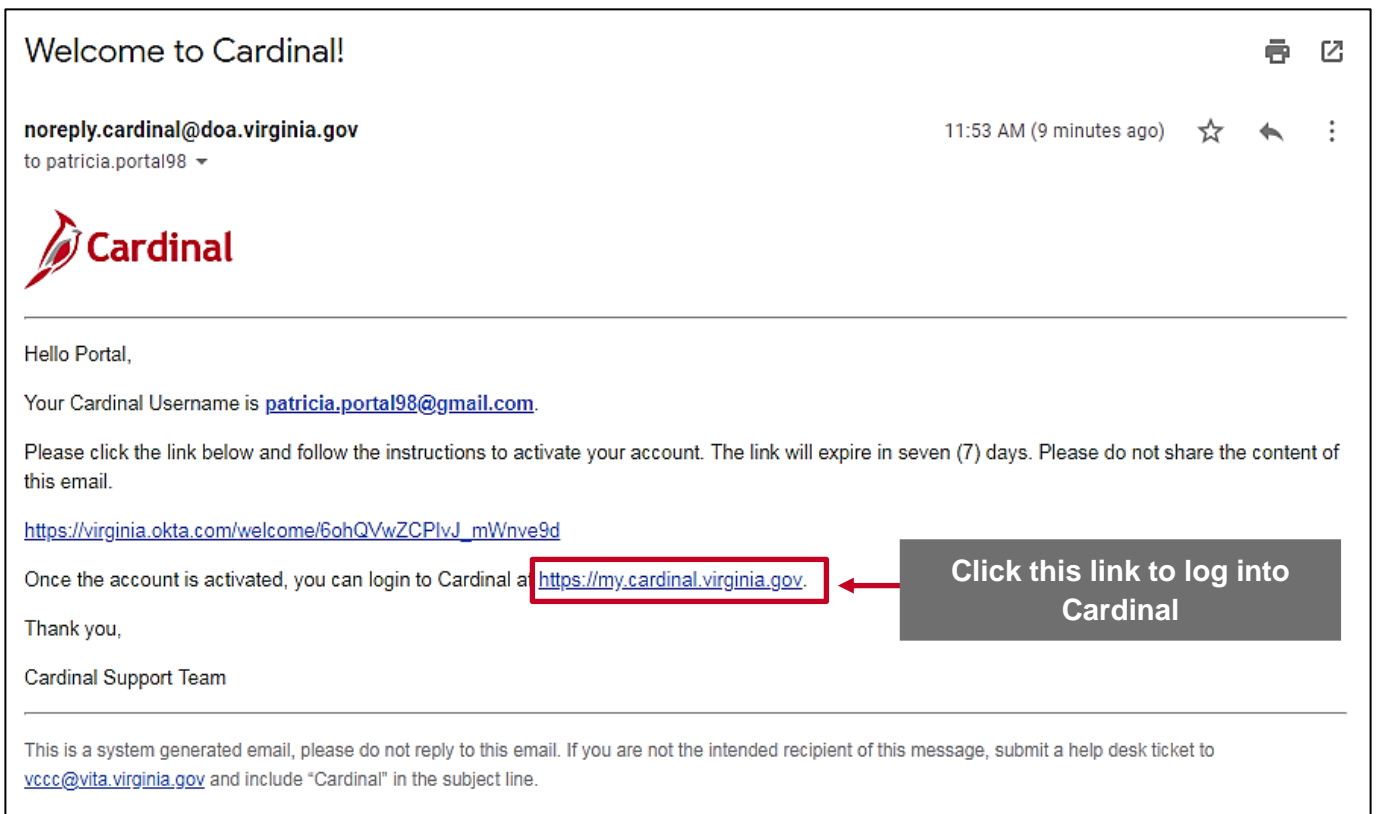 Welcome to Cardinal!
noreply.cardinal@doa.virginia.gov
11:53 AM (9 minutes ago)
to patricia.portal98
Cardinal
Hello Portal,
Your Cardinal Username is patricia.portal98@gmail.com.
Please click the link below and follow the instructions to activate your account. The link will expire in seven (7) days. Please do not share the content of
this email.
https://virginia.okta.com/welcome/6ohQVwZCPIvJ_mWnve9d
Once the account is activated, you can login to Cardinal at https://my.cardinal.virginia.gov.
Click this link to log into
Cardinal
Thank you,
Cardinal Support Team
This is a system generated email, please do not reply to this email. If you are not the intended recipient of this message, submit a help desk ticket to
vccc@vita.virginia.gov and include “Cardinal” in the subject line.